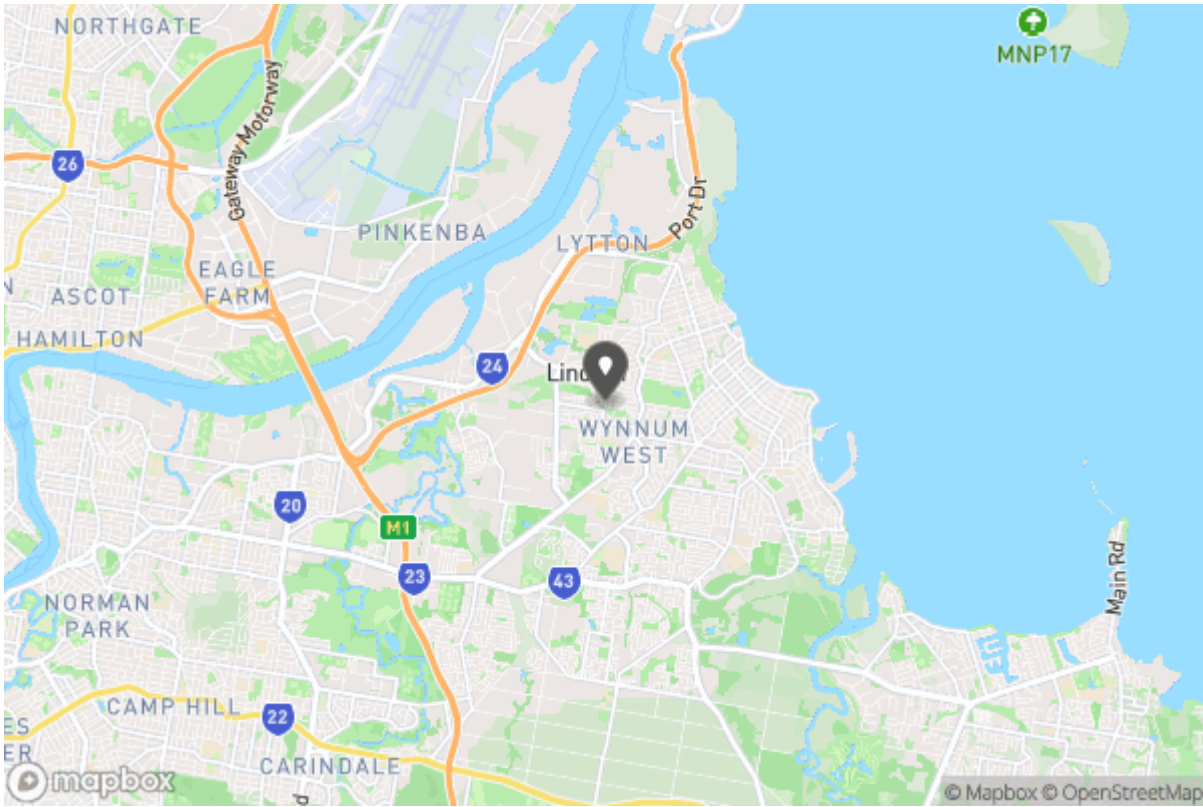 NORTHGATE
MNP17
Gateway Motorway
26
Port Dr
PINKENBA
LYTTON
EAGLE
FARM
ASCOT
HAMILTON
24
WYNNUM
WEST
20
M1
23
43
Main Rd
NORMAN
PARK
CAMP HILL
22
CARINDALE
mapbox
© Mapbox © OpenStreetMap